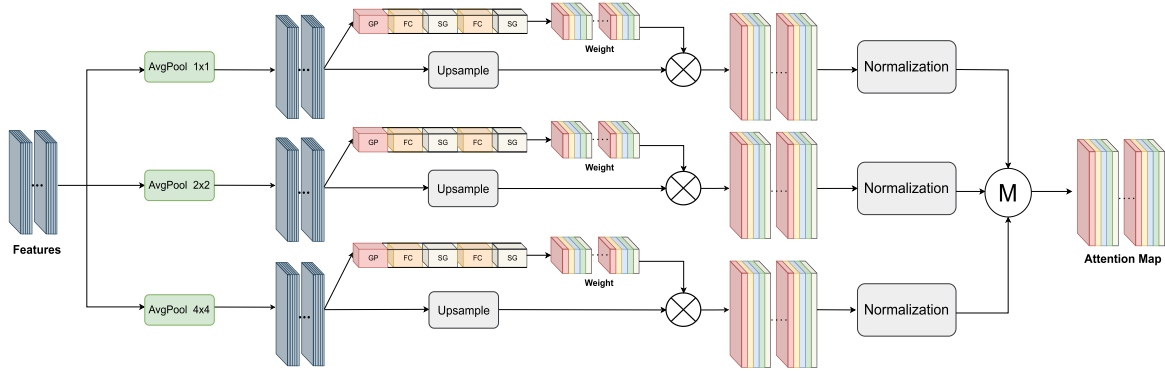 Features
AvgPool 1x1
GP FC SG FC SG
Weight
Upsample
Normalization
AvgPool 2x2
GP FC SG FC SG
Weight
Upsample
Normalization
AvgPool 4x4
GP FC SG FC SG
Weight
Upsample
Normalization
M
Attention Map